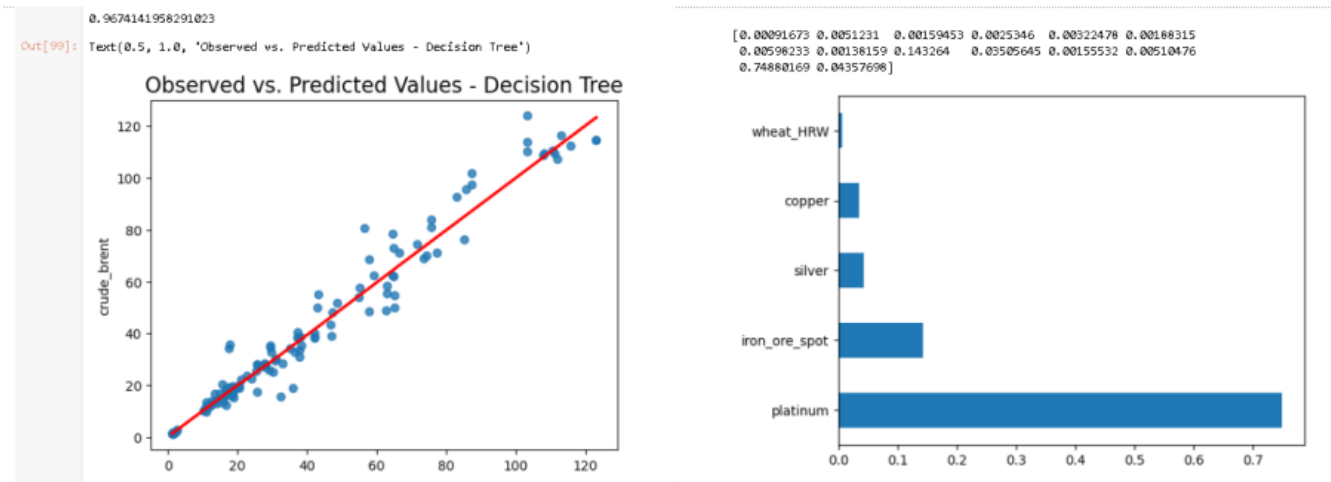 0.9674141958291023
Out[99]: Text(0.5, 1.0, 'Observed vs. Predicted Values - Decision Tree')
Observed vs. Predicted Values - Decision Tree
120
100
80
60
40
20
0
crude_brent
0 20 40 60 80 100 120
[0.00091673 0.0051231 0.00159453 0.0025346 0.00322478 0.00188315
0.00598233 0.00138159 0.143264 0.03505645 0.00155532 0.00510476
0.74880169 0.04357698]
wheat_HRW
copper
silver
iron_ore_spot
platinum
0.0 0.1 0.2 0.3 0.4 0.5 0.6 0.7